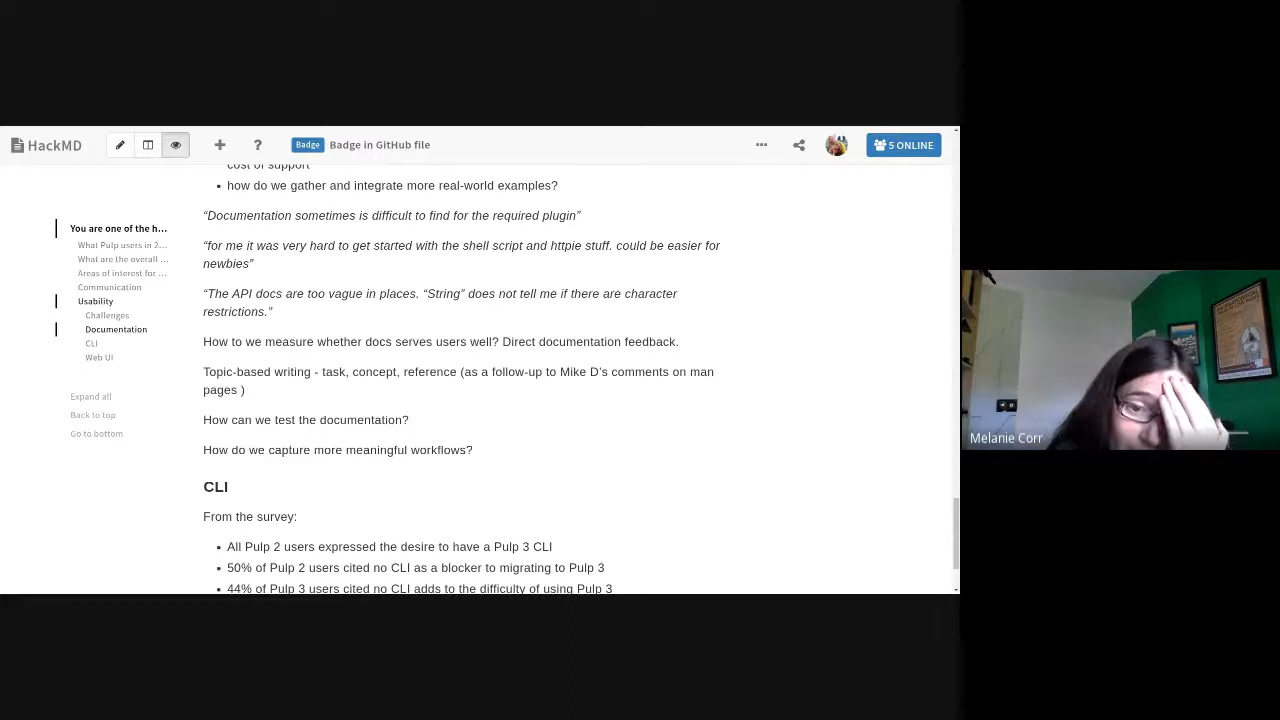 HackMD
?
Badge Badge in GitHub file
5 ONLINE
You are one of the h...
What Pulp users in 2...
What are the overall ...
Areas of interest for ...
Communication
Usability
Challenges
Documentation
CLI
Web UI
Expand all
Back to top
Go to bottom
cost of support
• how do we gather and integrate more real-world examples?
“Documentation sometimes is difficult to find for the required plugin”
“for me it was very hard to get started with the shell script and httpie stuff. could be easier for
newbies”
“The API docs are too vague in places. “String” does not tell me if there are character
restrictions.”
How to we measure whether docs serves users well? Direct documentation feedback.
Topic-based writing - task, concept, reference (as a follow-up to Mike D's comments on man
pages )
How can we test the documentation?
How do we capture more meaningful workflows?
CLI
From the survey:
• All Pulp 2 users expressed the desire to have a Pulp 3 CLI
• 50% of Pulp 2 users cited no CLI as a blocker to migrating to Pulp 3
• 44% of Pulp 3 users cited no CLI adds to the difficulty of using Pulp 3
Melanie Corr